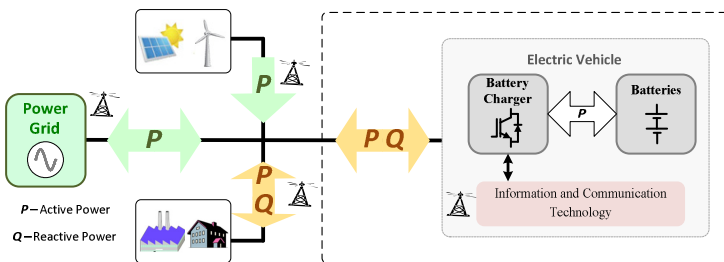 Electric Vehicle
Battery
Charger
Batteries
P
Power
Grid
P
P
P Q
P
Q
Information and Communication
Technology
P–Active Power
Q–Reactive Power